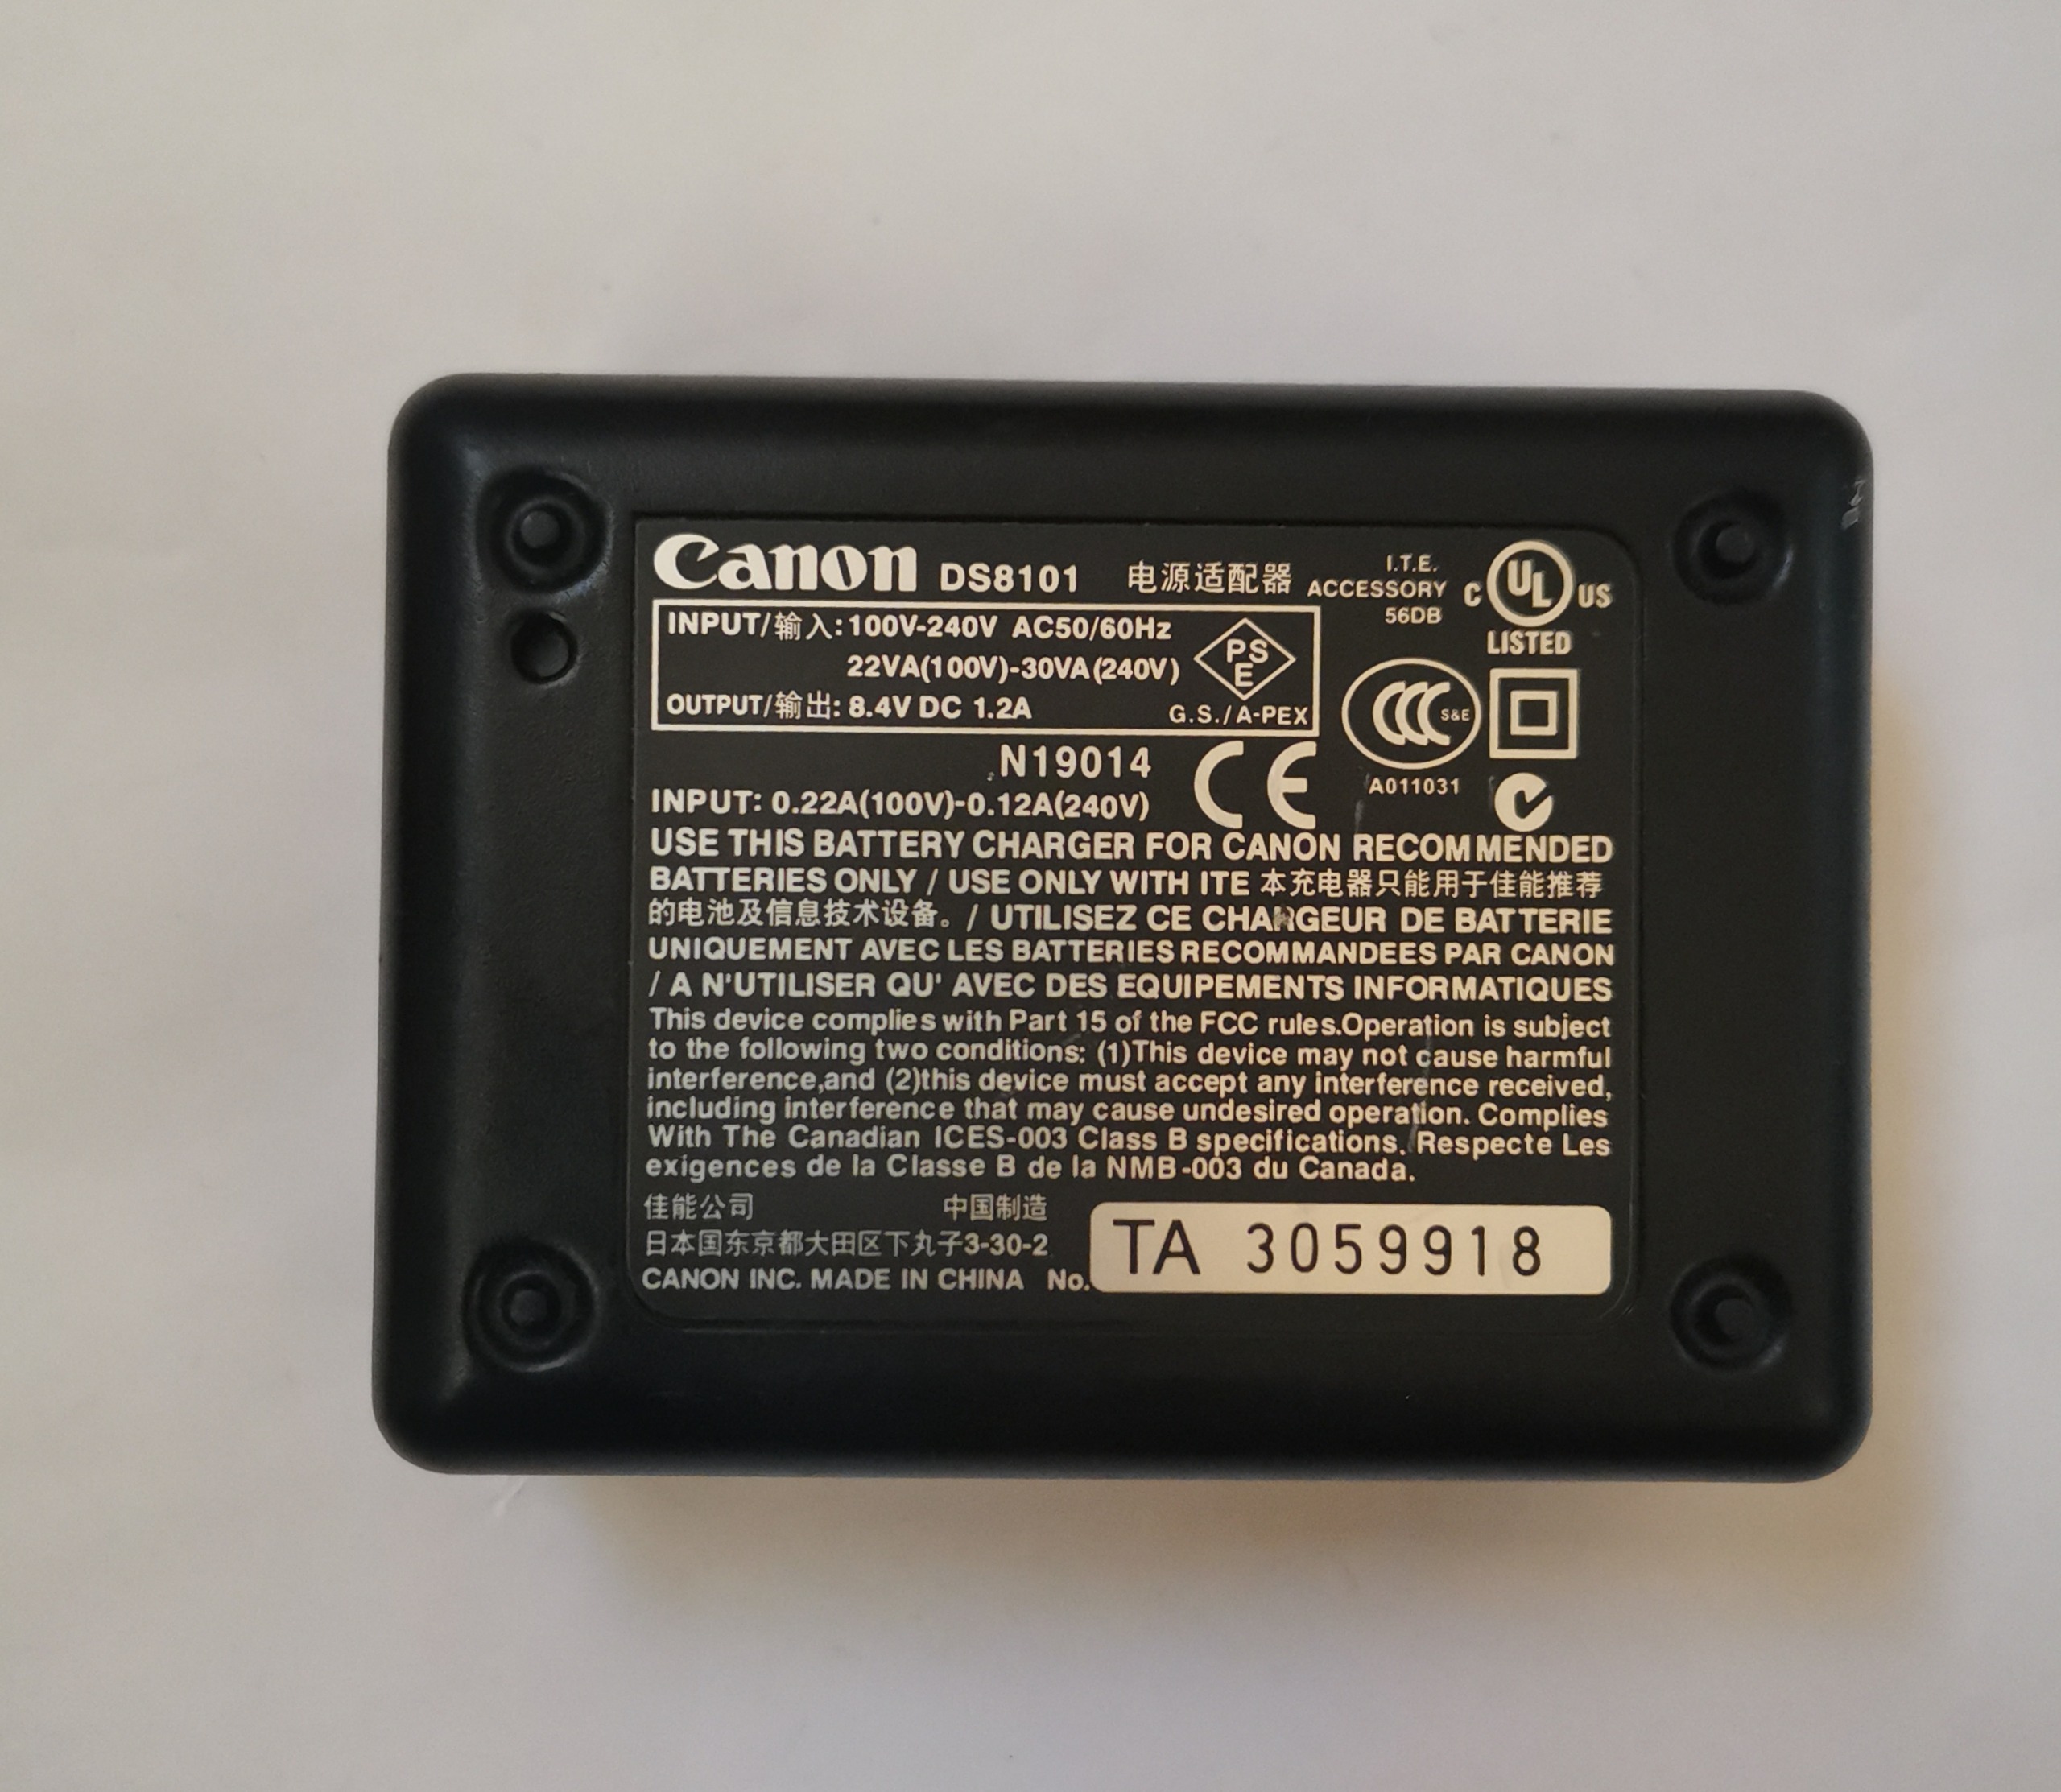 Canon DS8101 电源适配器
I.T.E.
ACCESSORY
56DB
C UL US
LISTED
INPUT/输入:100V-240V AC50/60Hz
22VA(100V)-30VA(240V)
OUTPUT/输出: 8.4V DC 1.2A
PSE
G.S./A-PEX
CCC S&E
A011031
N19014
CE
INPUT: 0.22A(100V)-0.12A(240V)
USE THIS BATTERY CHARGER FOR CANON RECOMMENDED
BATTERIES ONLY / USE ONLY WITH ITE 本充电器只能用于佳能推荐
的电池及信息技术设备。/ UTILISEZ CE CHARGEUR DE BATTERIE
UNIQUEMENT AVEC LES BATTERIES RECOMMANDEES PAR CANON
/ A N'UTILISER QU' AVEC DES EQUIPEMENTS INFORMATIQUES
This device complies with Part 15 of the FCC rules.Operation is subject
to the following two conditions: (1)This device may not cause harmful
interference,and (2)this device must accept any interference received,
including interference that may cause undesired operation. Complies
With The Canadian ICES-003 Class B specifications. Respecte Les
exigences de la Classe B de la NMB-003 du Canada.
佳能公司 中国制造
日本国东京都大田区下丸子3-30-2
CANON INC. MADE IN CHINA No. TA 3059918